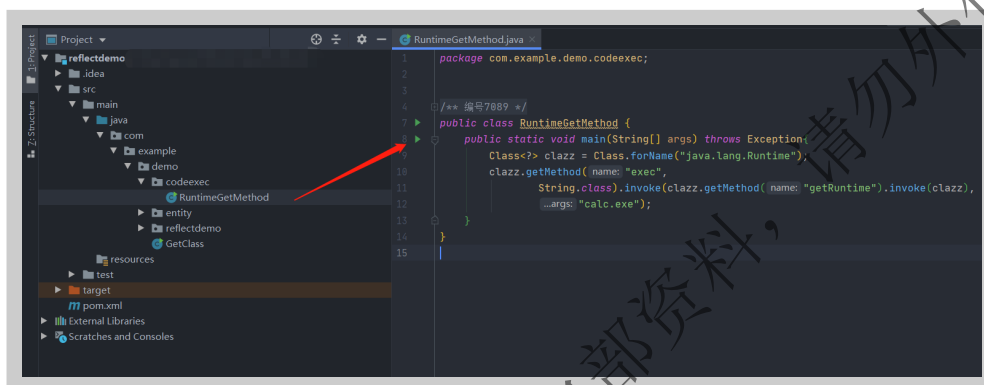 Project
RuntimeGetMethod.java
1: Project
Z: Structure
reflectdemo
.idea
src
main
java
com
example
demo
codeexec
RuntimeGetMethod
entity
reflectdemo
GetClass
resources
test
target
pom.xml
External Libraries
Scratches and Consoles
1 package com.example.demo.codeexec;
2
3
4 /** 编号7089 */
7 public class RuntimeGetMethod {
8 public static void main(String[] args) throws Exception{
9 Class<?> clazz = Class.forName("java.lang.Runtime");
10 clazz.getMethod( name: "exec",
11 String.class).invoke(clazz.getMethod( name: "getRuntime").invoke(clazz),
12 ...args: "calc.exe");
13 }
14 }
15
部资料，请勿外